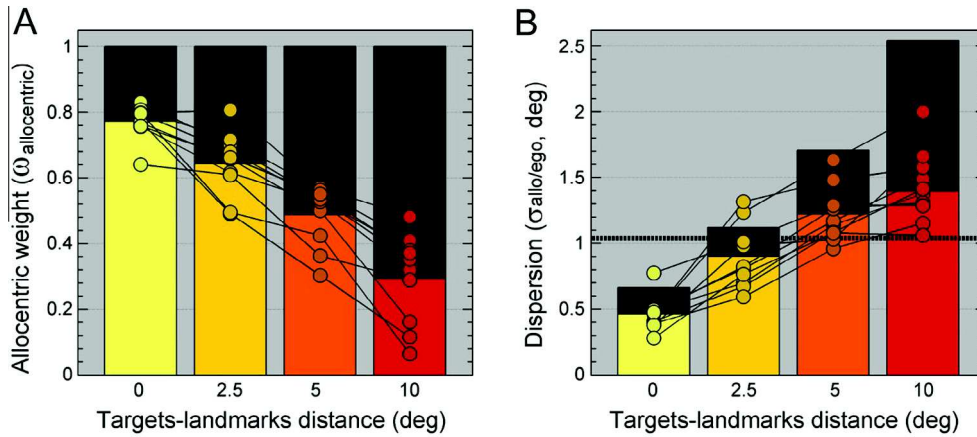 A
Allocentric weight (ω allocentric)
1
0.8
0.6
0.4
0.2
0
0 2.5 5 10
Targets-landmarks distance (deg)
B
Dispersion (σ allo/ego, deg)
2.5
2
1.5
1
0.5
0
0 2.5 5 10
Targets-landmarks distance (deg)